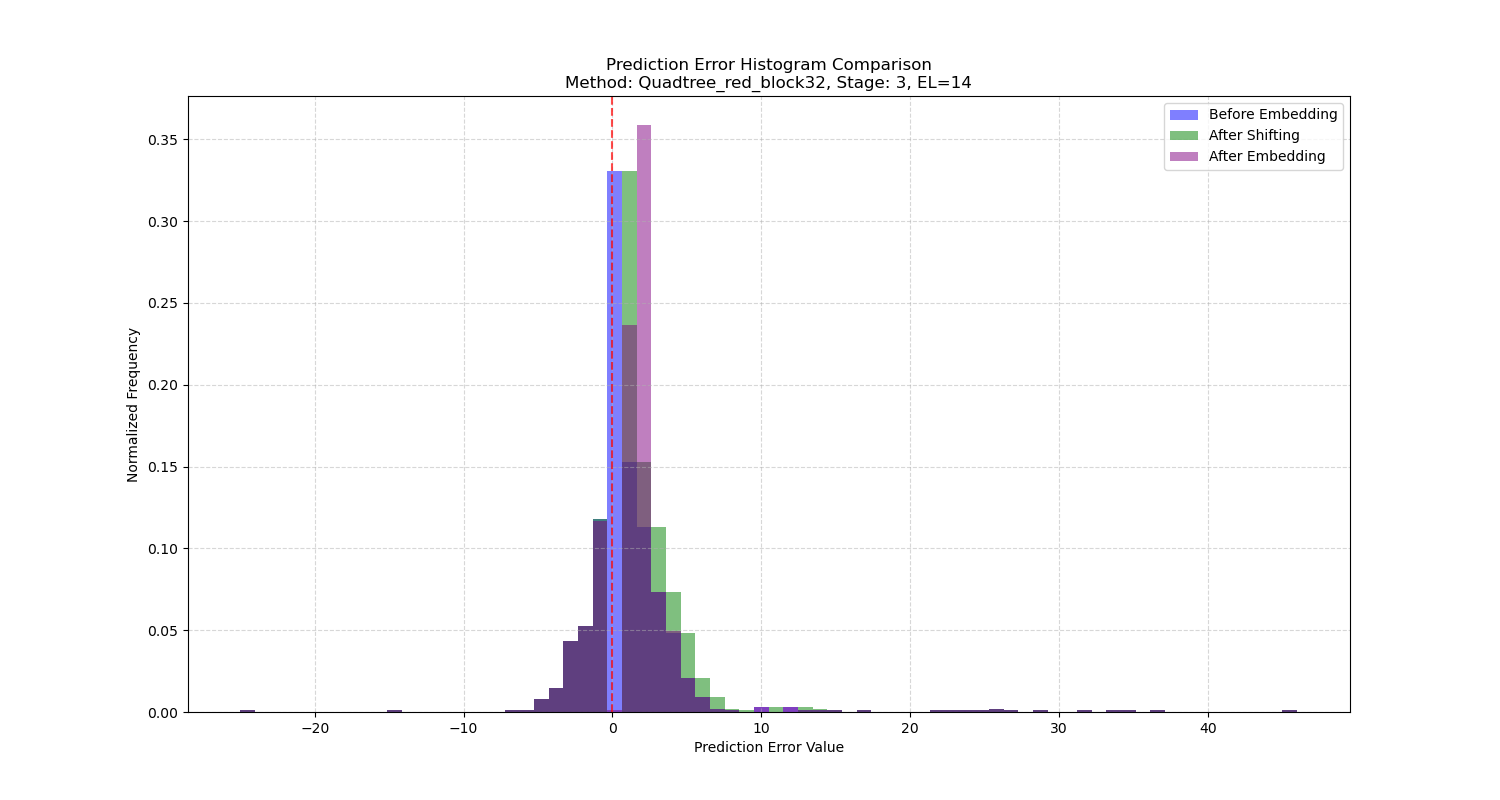 Prediction Error Histogram Comparison
Method: Quadtree_red_block32, Stage: 3, EL=14
Before Embedding
After Shifting
After Embedding
Normalized Frequency
0.35
0.30
0.25
0.20
0.15
0.10
0.05
0.00
−20 −10 0 10 20 30 40
Prediction Error Value